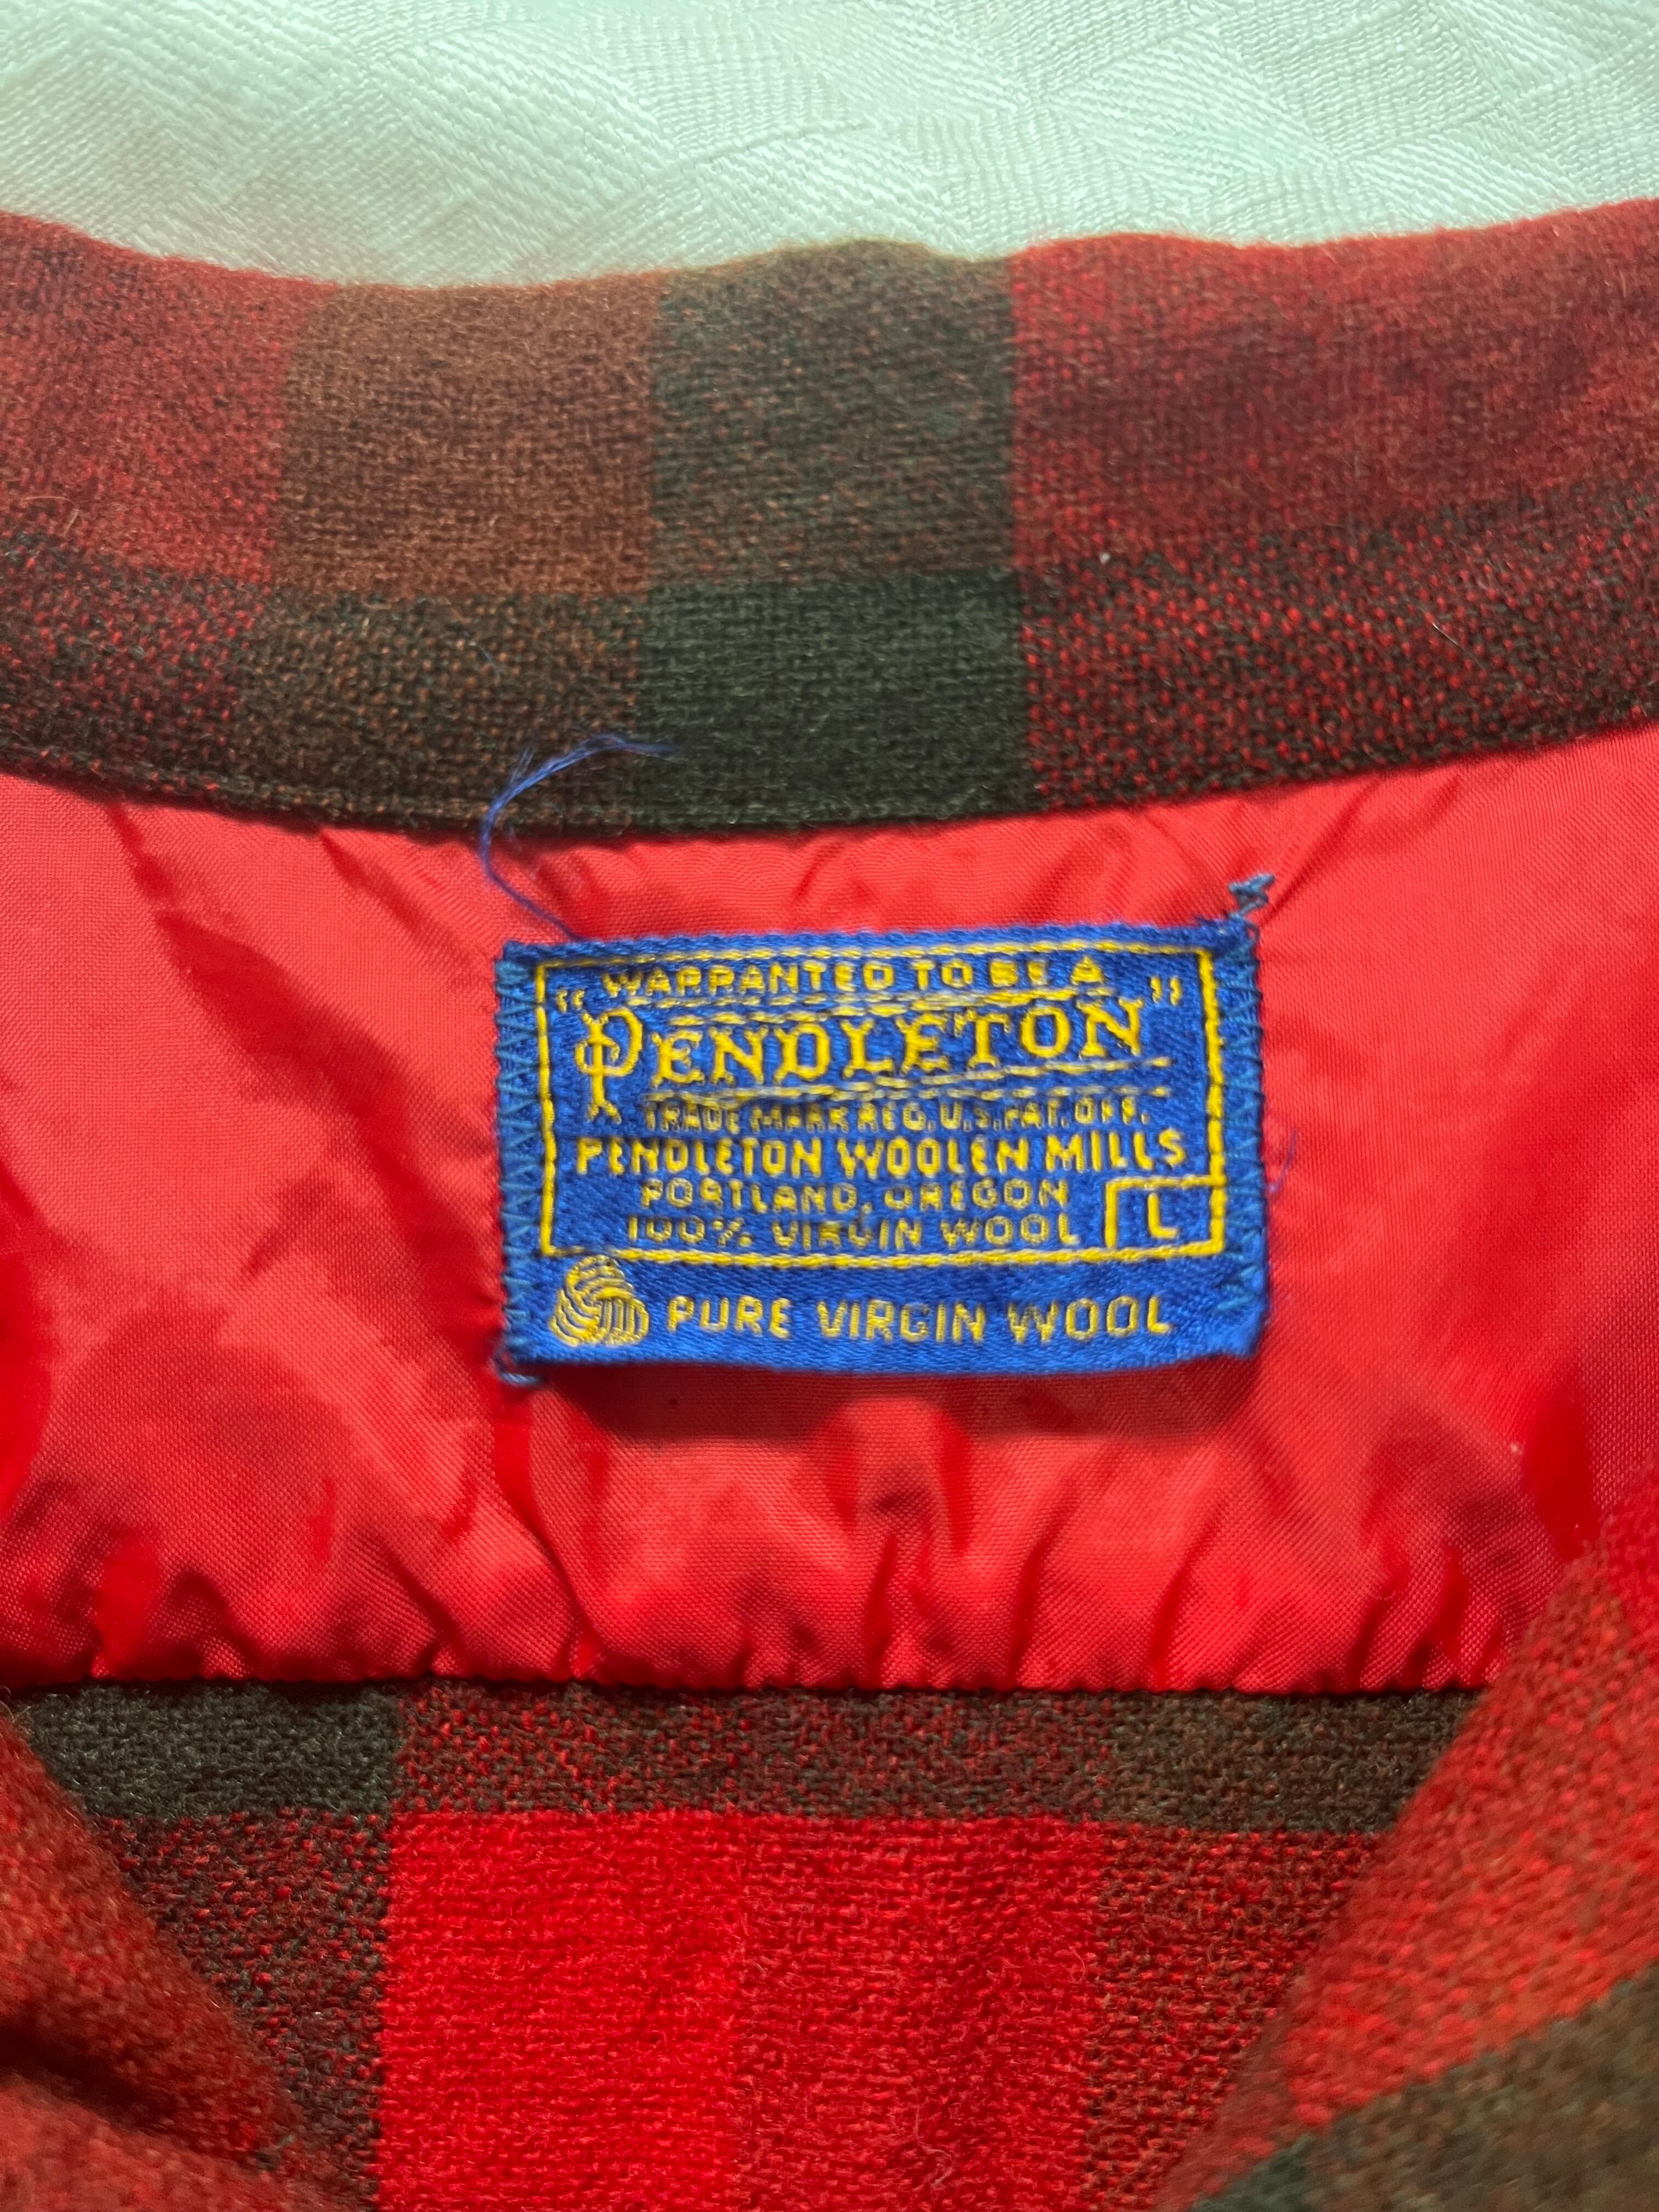 WARRANTED TO BE A
"PENDLETON"
TRADE MARK REG. U.S. PAT. OFF.
PENDLETON WOOLEN MILLS
PORTLAND, OREGON
100% VIRGIN WOOL L
PURE VIRGIN WOOL